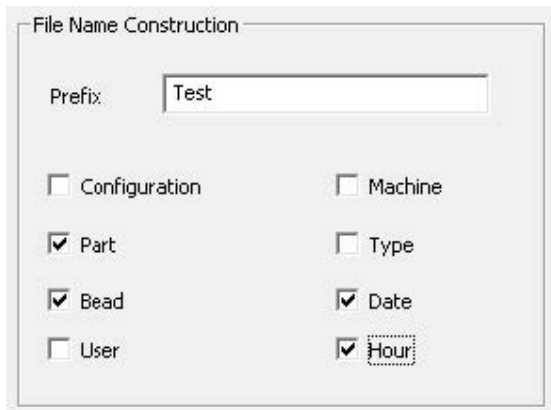 File Name Construction
Prefix Test
Configuration Machine
Part Type
Bead Date
User Hour